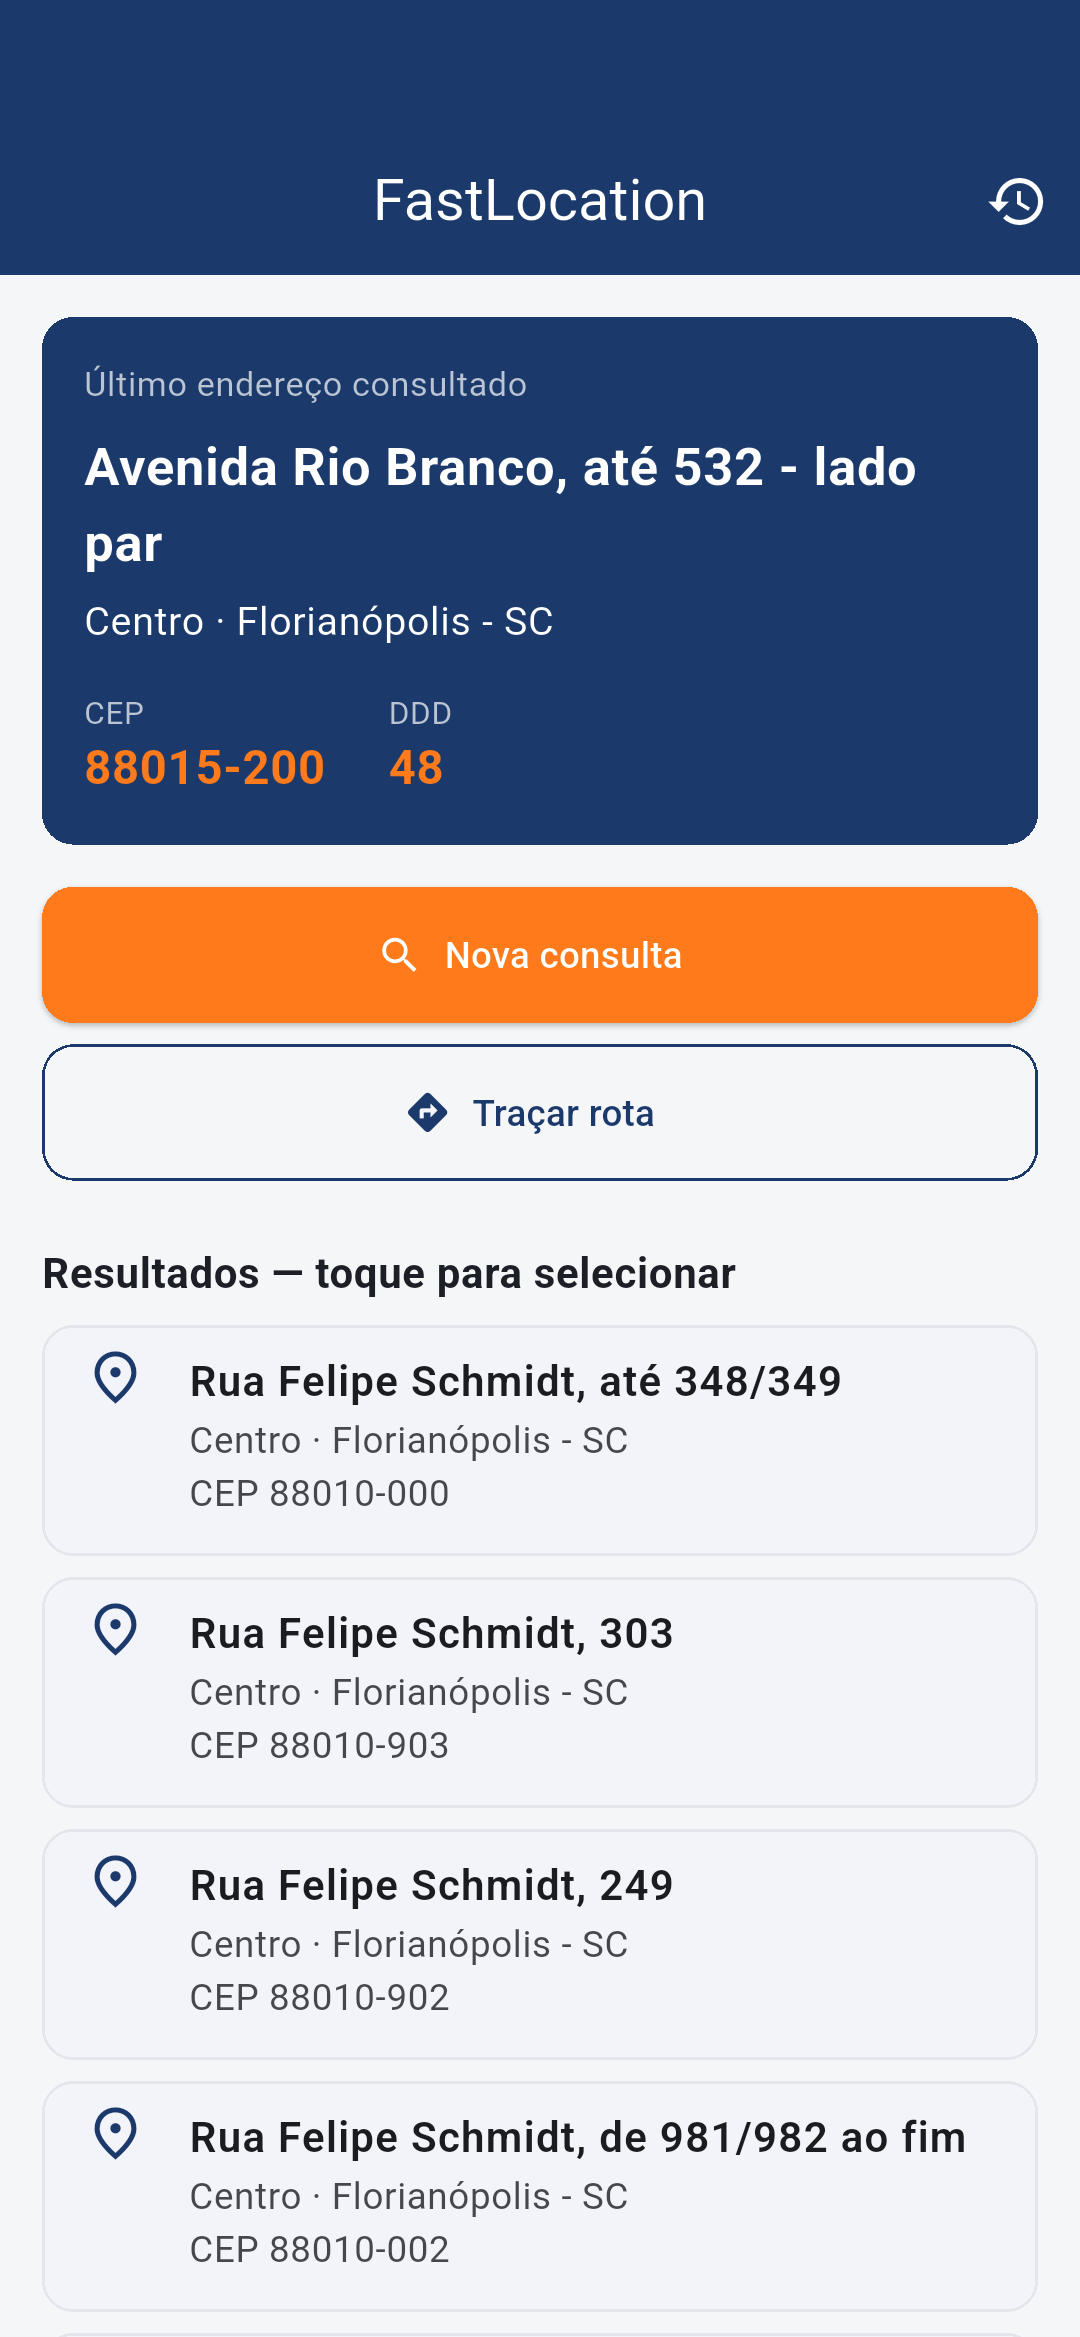 FastLocation
Último endereço consultado
Avenida Rio Branco, até 532 - lado
par
Centro · Florianópolis - SC
CEP DDD
88015-200 48
Nova consulta
Traçar rota
Resultados — toque para selecionar
Rua Felipe Schmidt, até 348/349
Centro · Florianópolis - SC
CEP 88010-000
Rua Felipe Schmidt, 303
Centro · Florianópolis - SC
CEP 88010-903
Rua Felipe Schmidt, 249
Centro · Florianópolis - SC
CEP 88010-902
Rua Felipe Schmidt, de 981/982 ao fim
Centro · Florianópolis - SC
CEP 88010-002